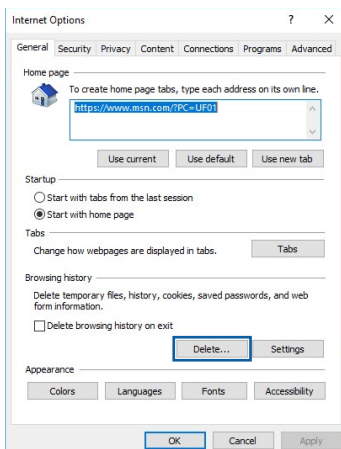 Internet Options ? ×
General Security Privacy Content Connections Programs Advanced
Home page
To create home page tabs, type each address on its own line.
https://www.msn.com/?PC=UF01
Use current Use default Use new tab
Startup
Start with tabs from the last session
Start with home page
Tabs
Change how webpages are displayed in tabs. Tabs
Browsing history
Delete temporary files, history, cookies, saved passwords, and web
form information.
Delete browsing history on exit
Delete... Settings
Appearance
Colors Languages Fonts Accessibility
OK Cancel Apply